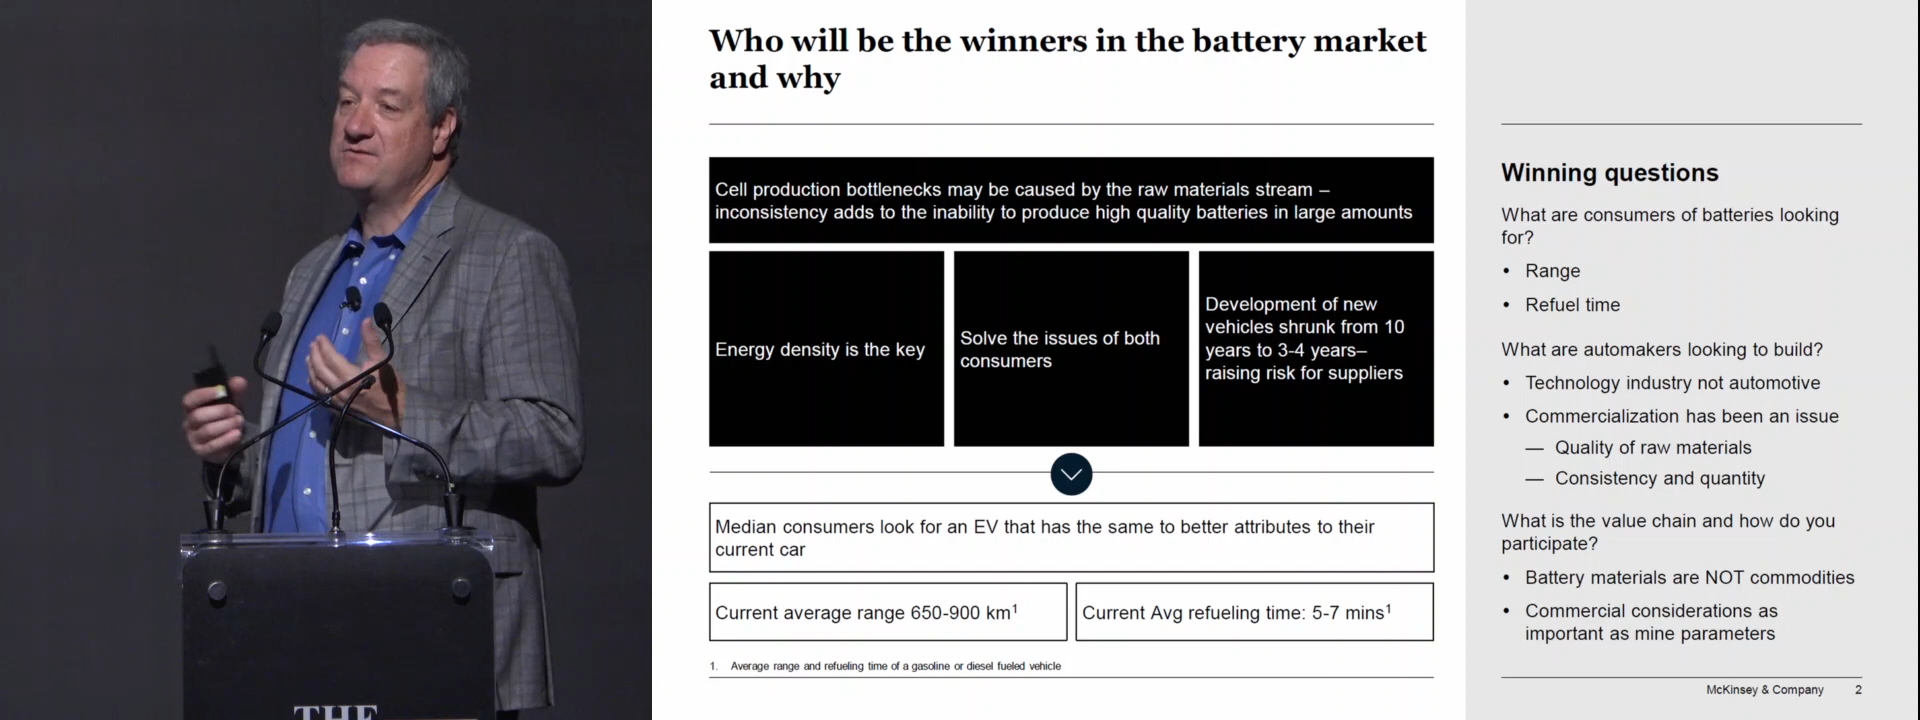 Who will be the winners in the battery market
and why
Cell production bottlenecks may be caused by the raw materials stream –
inconsistency adds to the inability to produce high quality batteries in large amounts
Energy density is the key
Solve the issues of both
consumers
Development of new
vehicles shrunk from 10
years to 3-4 years–
raising risk for suppliers
Median consumers look for an EV that has the same to better attributes to their
current car
Current average range 650-900 km¹
Current Avg refueling time: 5-7 mins¹
1. Average range and refueling time of a gasoline or diesel fueled vehicle
Winning questions
What are consumers of batteries looking
for?
• Range
• Refuel time
What are automakers looking to build?
• Technology industry not automotive
• Commercialization has been an issue
— Quality of raw materials
— Consistency and quantity
What is the value chain and how do you
participate?
• Battery materials are NOT commodities
• Commercial considerations as
important as mine parameters
McKinsey & Company 2
THE